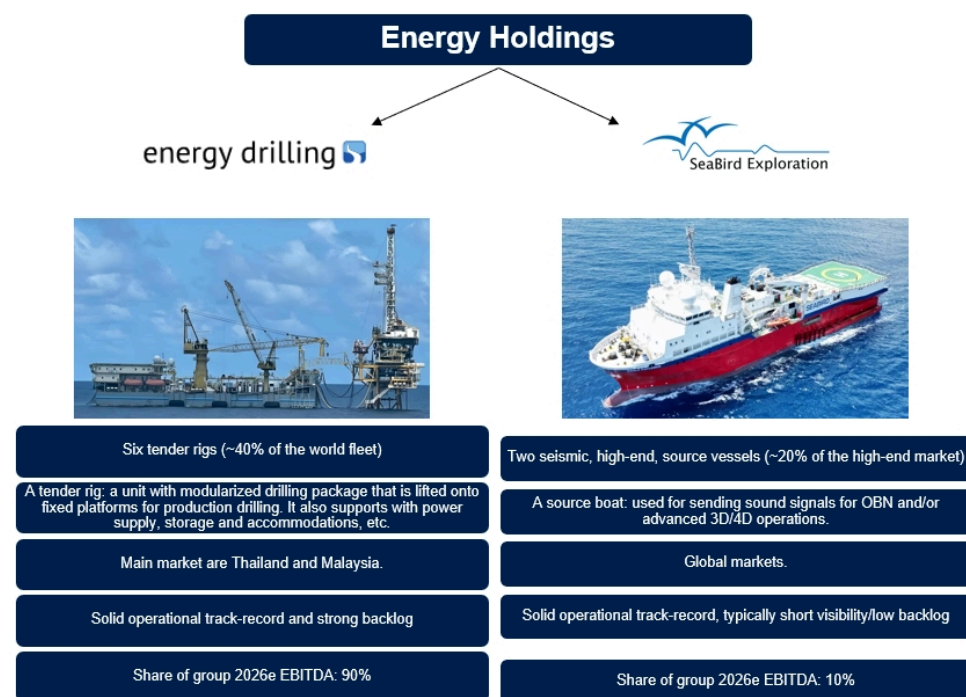 Energy Holdings
energy drilling
SeaBird Exploration
SEABIRD
Six tender rigs (~40% of the world fleet)
A tender rig: a unit with modularized drilling package that is lifted onto
fixed platforms for production drilling. It also supports with power
supply, storage and accommodations, etc.
Main market are Thailand and Malaysia.
Solid operational track-record and strong backlog
Share of group 2026e EBITDA: 90%
Two seismic, high-end, source vessels (~20% of the high-end market)
A source boat: used for sending sound signals for OBN and/or
advanced 3D/4D operations.
Global markets.
Solid operational track-record, typically short visibility/low backlog
Share of group 2026e EBITDA: 10%